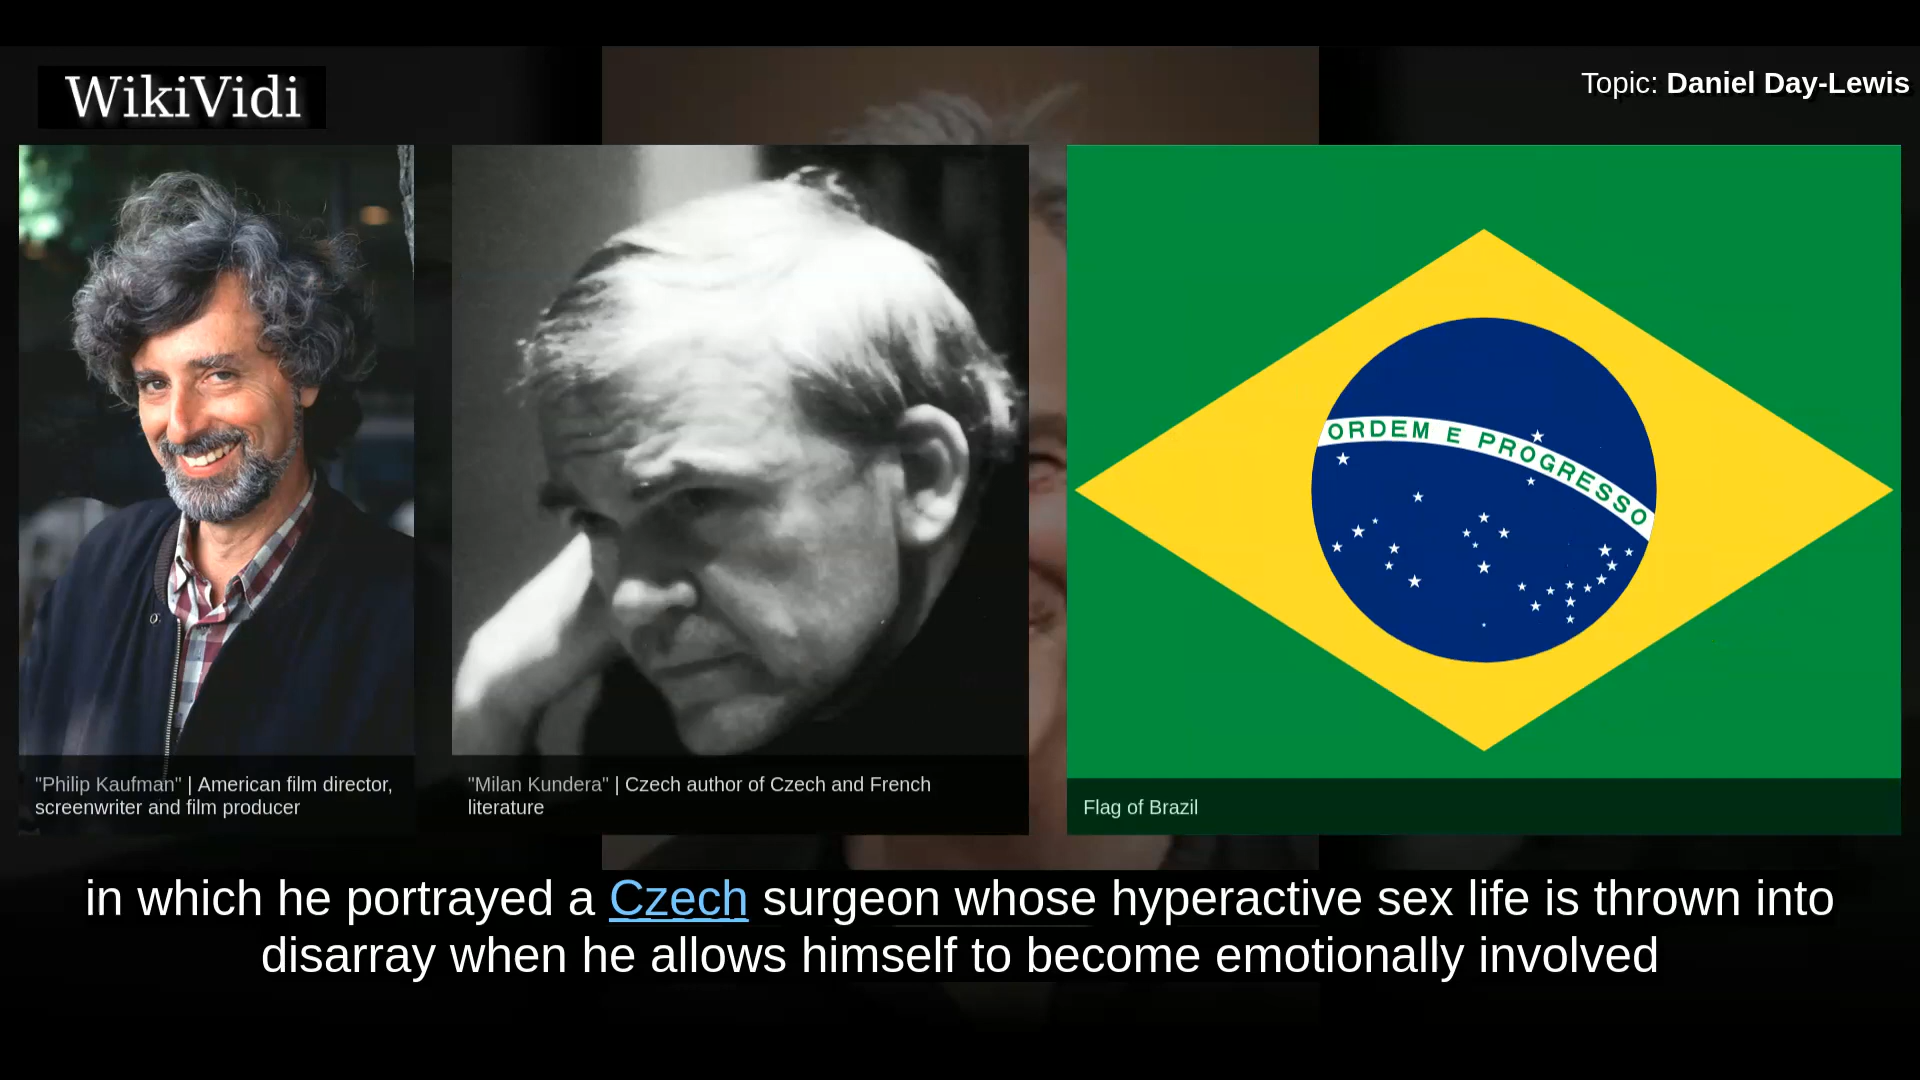 WikiVidi
Topic: Daniel Day-Lewis
ORDEM E PROGRESSO
"Philip Kaufman" | American film director,
screenwriter and film producer
"Milan Kundera" | Czech author of Czech and French
literature
Flag of Brazil
in which he portrayed a Czech surgeon whose hyperactive sex life is thrown into
disarray when he allows himself to become emotionally involved